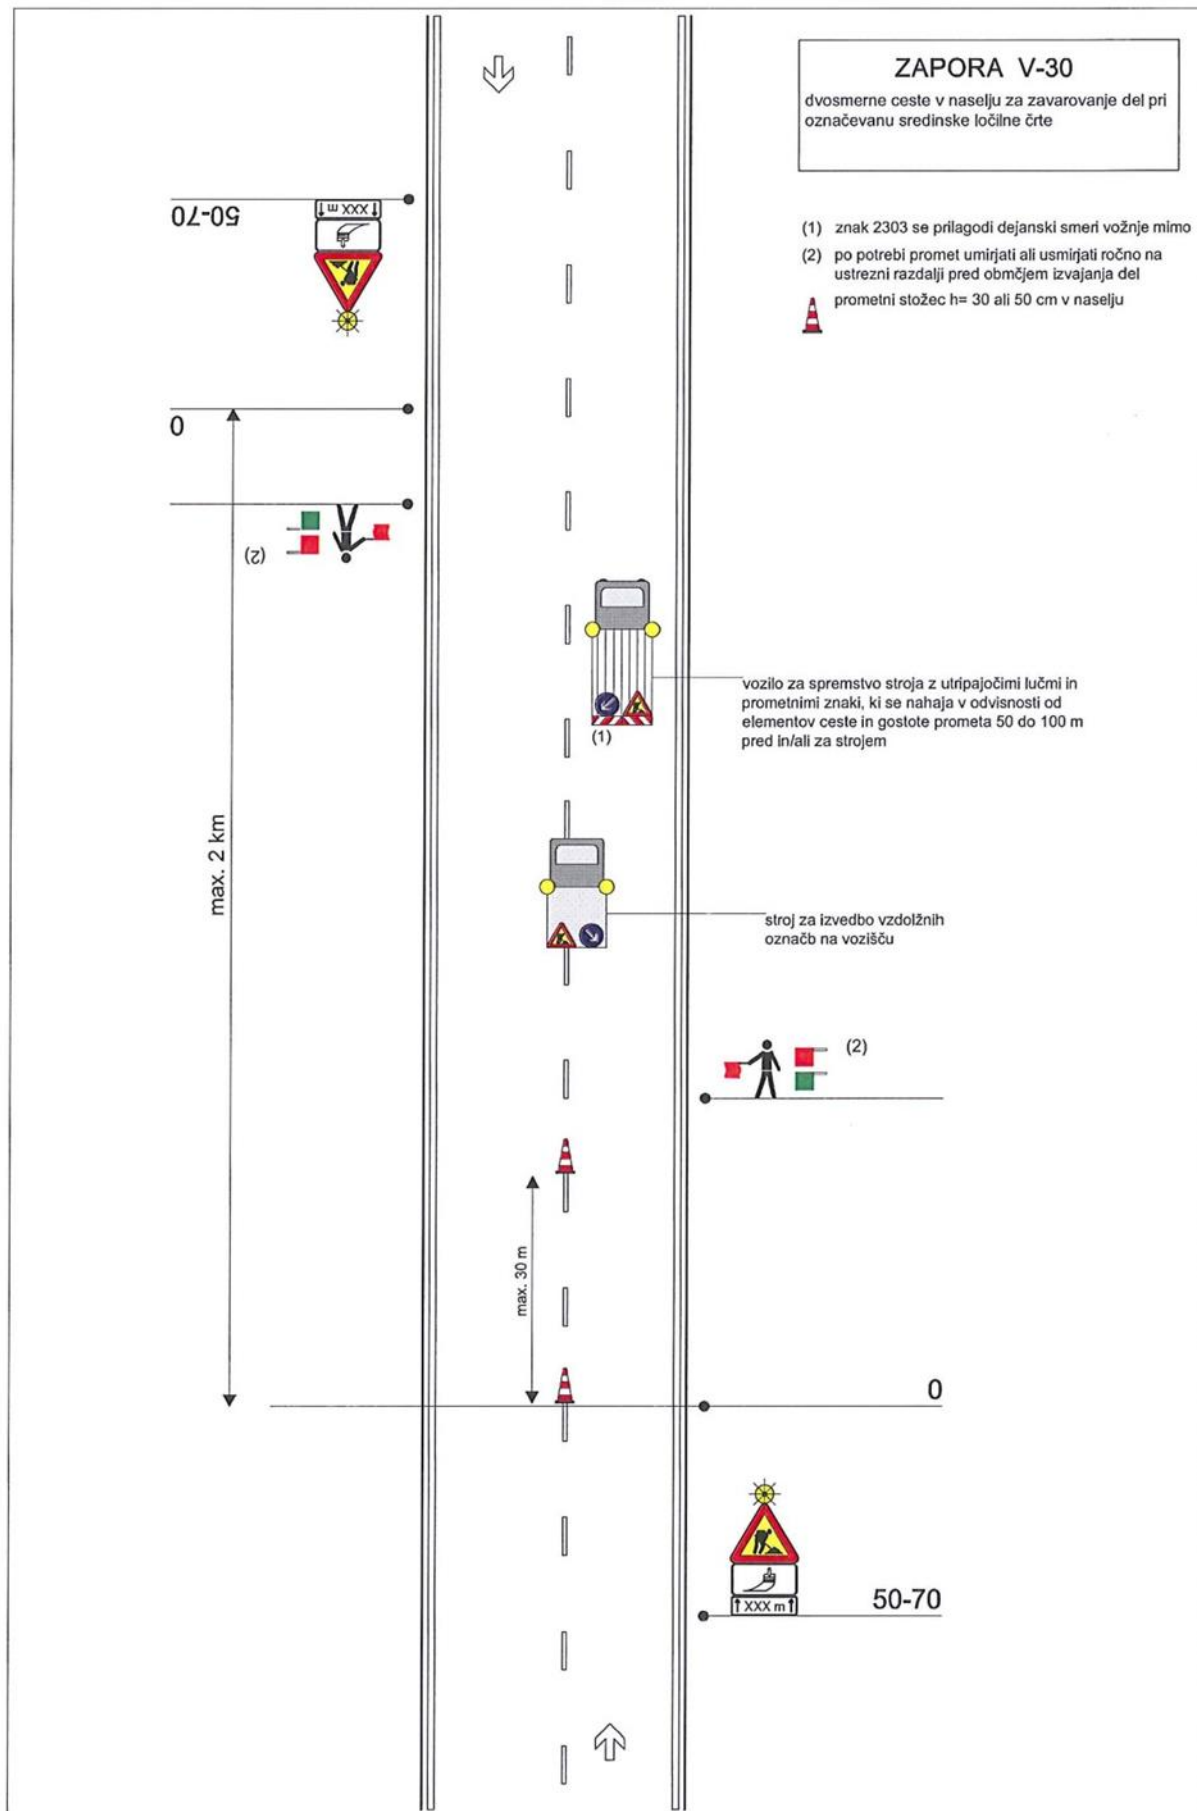 ZAPORA V-30
dvosmerne ceste v naselju za zavarovanje del pri
označevanu sredinske ločilne črte
50-70
↑ XXX m ↑
(1) znak 2303 se prilagodi dejanski smeri vožnje mimo
(2) po potrebi promet umirjati ali usmirjati ročno na
ustrezni razdalji pred obmčjem izvajanja del
prometni stožec h= 30 ali 50 cm v naselju
0
(2)
vozilo za spremstvo stroja z utripajočimi lučmi in
prometnimi znaki, ki se nahaja v odvisnosti od
elementov ceste in gostote prometa 50 do 100 m
pred in/ali za strojem
(1)
max. 2 km
stroj za izvedbo vzdolžnih
označb na vozišču
(2)
max. 30 m
0
50-70
↑ XXX m ↑